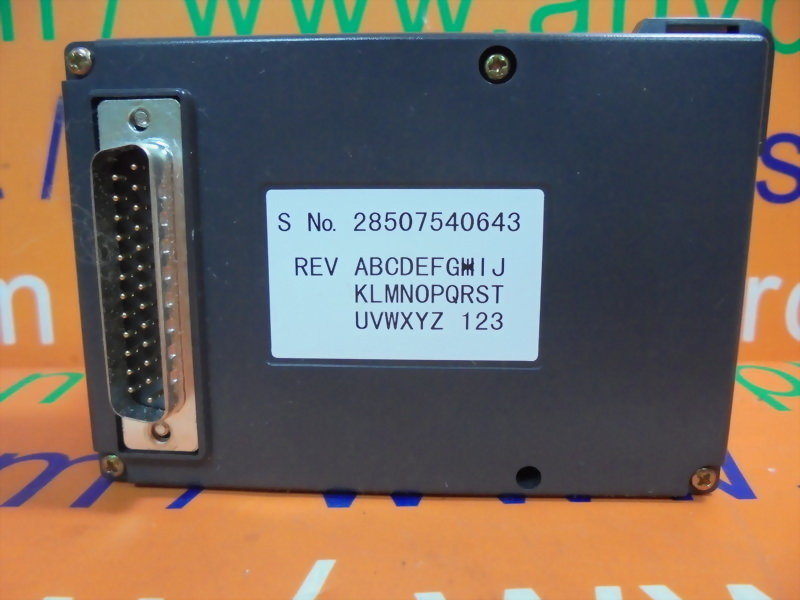 S No. 28507540643
REV ABCDEFGHIJ
KLMNOPQRST
UVWXYZ 123